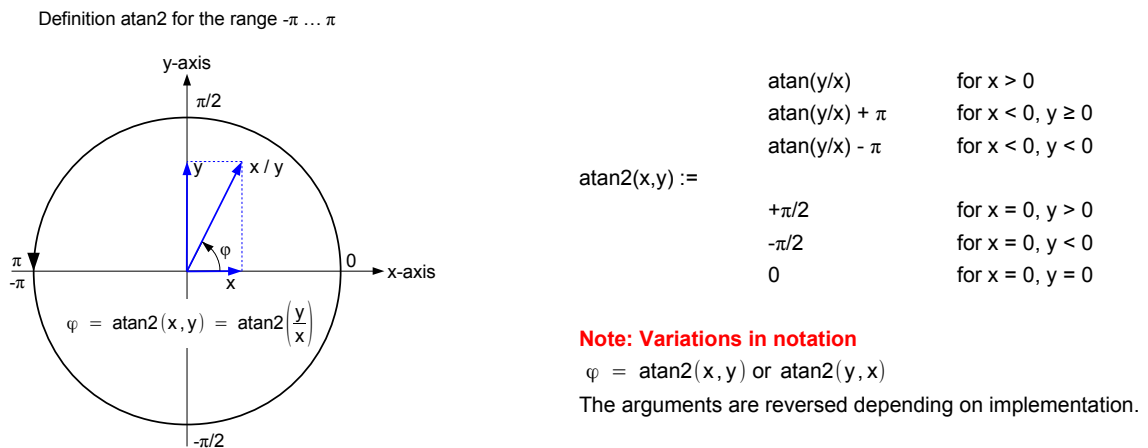 Definition atan2 for the range -π … π
y-axis
π/2
y
x / y
φ
π
-π
0
x-axis
x
φ = atan2(x,y) = atan2(y/x)
-π/2
atan(y/x) for x > 0
atan(y/x) + π for x < 0, y ≥ 0
atan(y/x) - π for x < 0, y < 0
atan2(x,y) :=
+π/2 for x = 0, y > 0
-π/2 for x = 0, y < 0
0 for x = 0, y = 0
Note: Variations in notation
φ = atan2(x,y) or atan2(y,x)
The arguments are reversed depending on implementation.